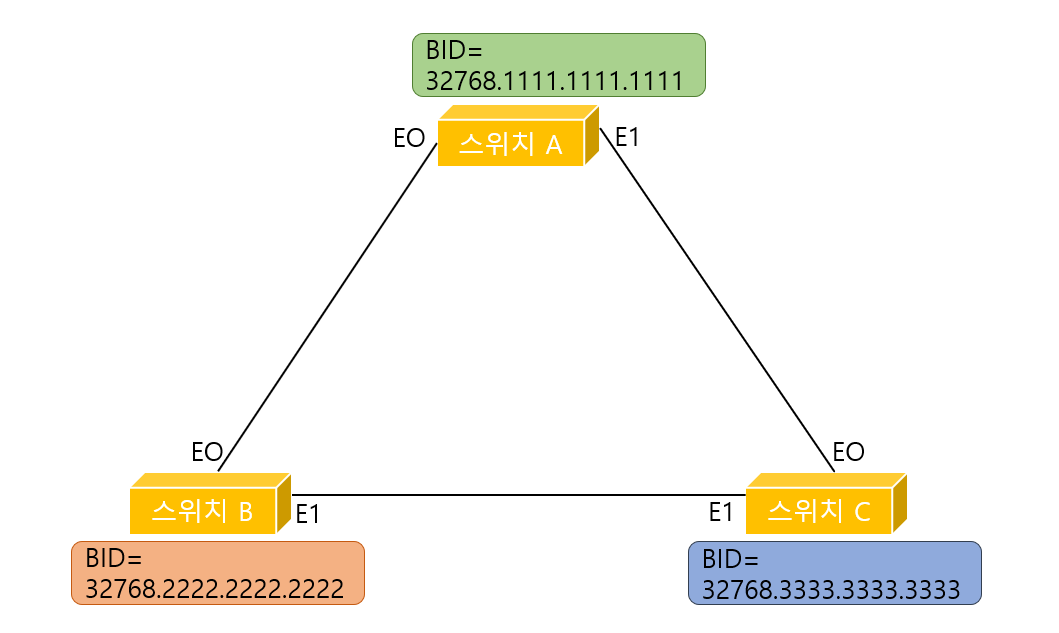 BID=
32768.1111.1111.1111
EO
스위치 A
E1
EO
EO
스위치 B
E1
E1
스위치 C
BID=
32768.2222.2222.2222
BID=
32768.3333.3333.3333